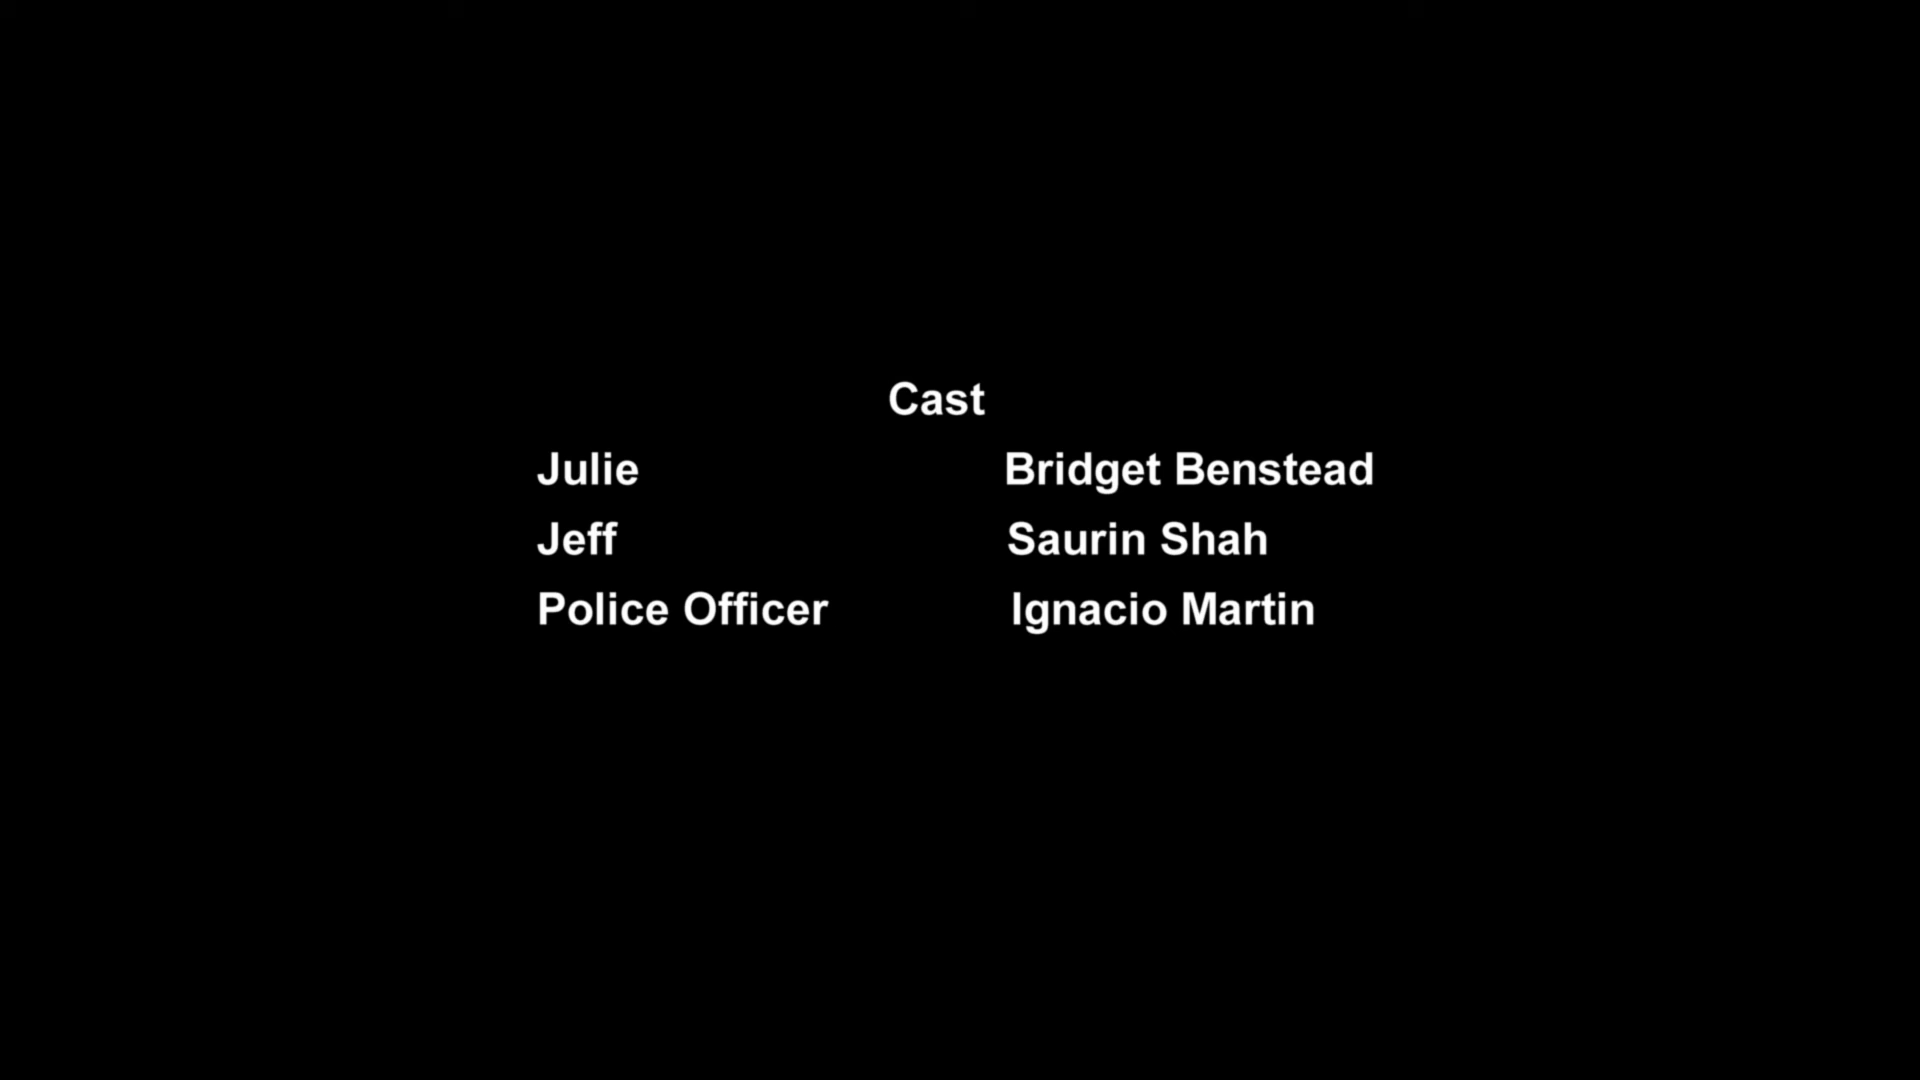 Cast
Julie Bridget Benstead
Jeff Saurin Shah
Police Officer Ignacio Martin